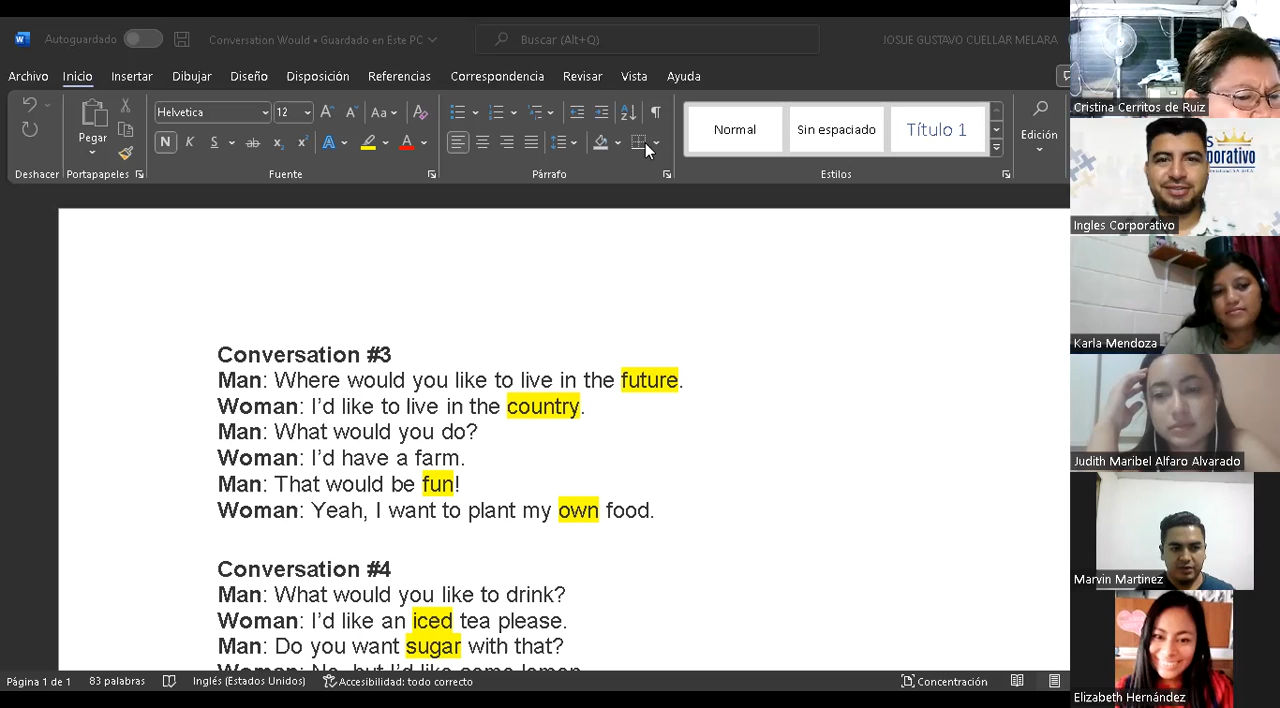 Autoguardado
Conversation Would • Guardado en este PC
Buscar (Alt+Q)
JOSUE GUSTAVO CUELLAR MELARA
Archivo Inicio Insertar Dibujar Diseño Disposición Referencias Correspondencia Revisar Vista Ayuda
Helvetica 12
Pegar
Normal
Sin espaciado
Título 1
Edición
Deshacer Portapapeles Fuente Párrafo Estilos
Conversation #3
Man: Where would you like to live in the future.
Woman: I’d like to live in the country.
Man: What would you do?
Woman: I’d have a farm.
Man: That would be fun!
Woman: Yeah, I want to plant my own food.
Conversation #4
Man: What would you like to drink?
Woman: I’d like an iced tea please.
Man: Do you want sugar with that?
Página 1 de 1 83 palabras Inglés (Estados Unidos) Accesibilidad: todo correcto Concentración
Cristina Cerritos de Ruiz
Ingles Corporativo
Karla Mendoza
Judith Maribel Alfaro Alvarado
Marvin Martinez
Elizabeth Hernández